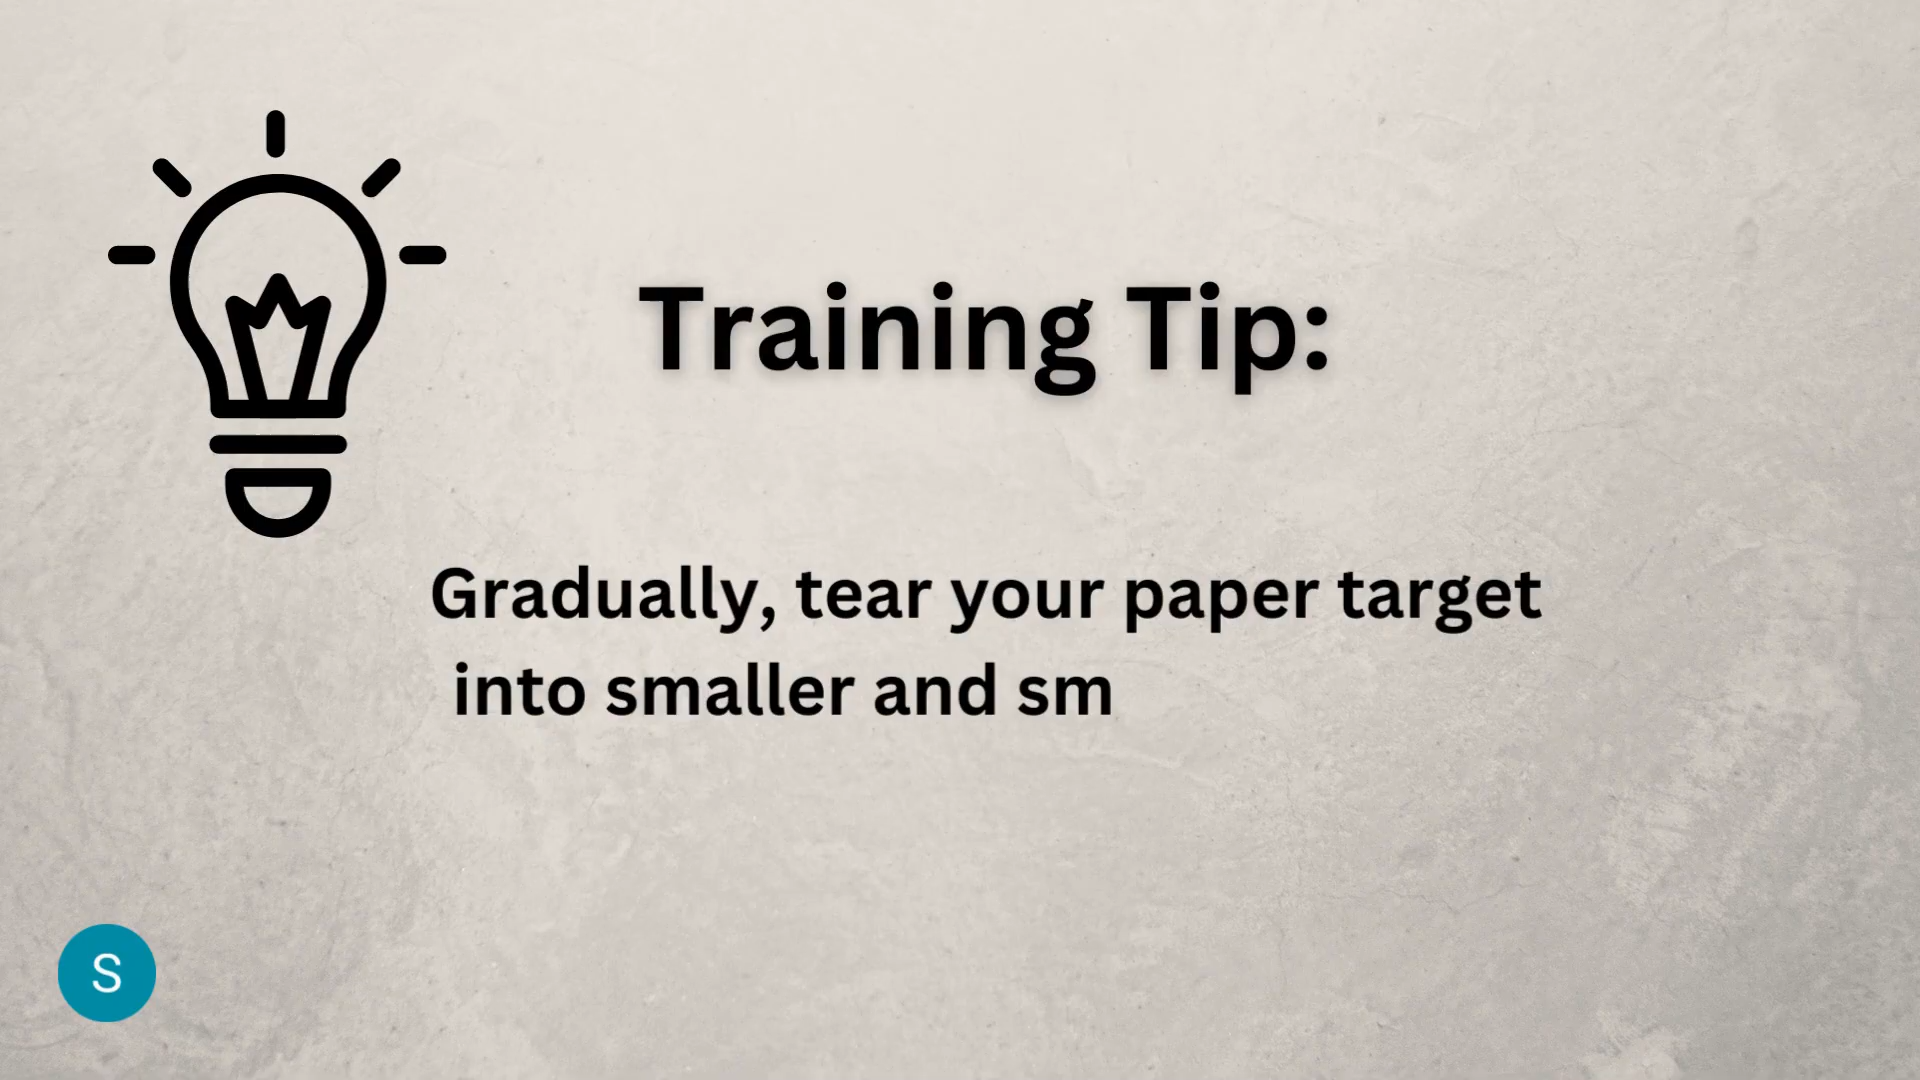 Training Tip:
Gradually, tear your paper target
into smaller and sm
S